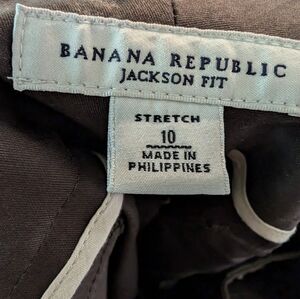 BANANA REPUBLIC
JACKSON FIT
STRETCH
10
MADE IN
PHILIPPINES